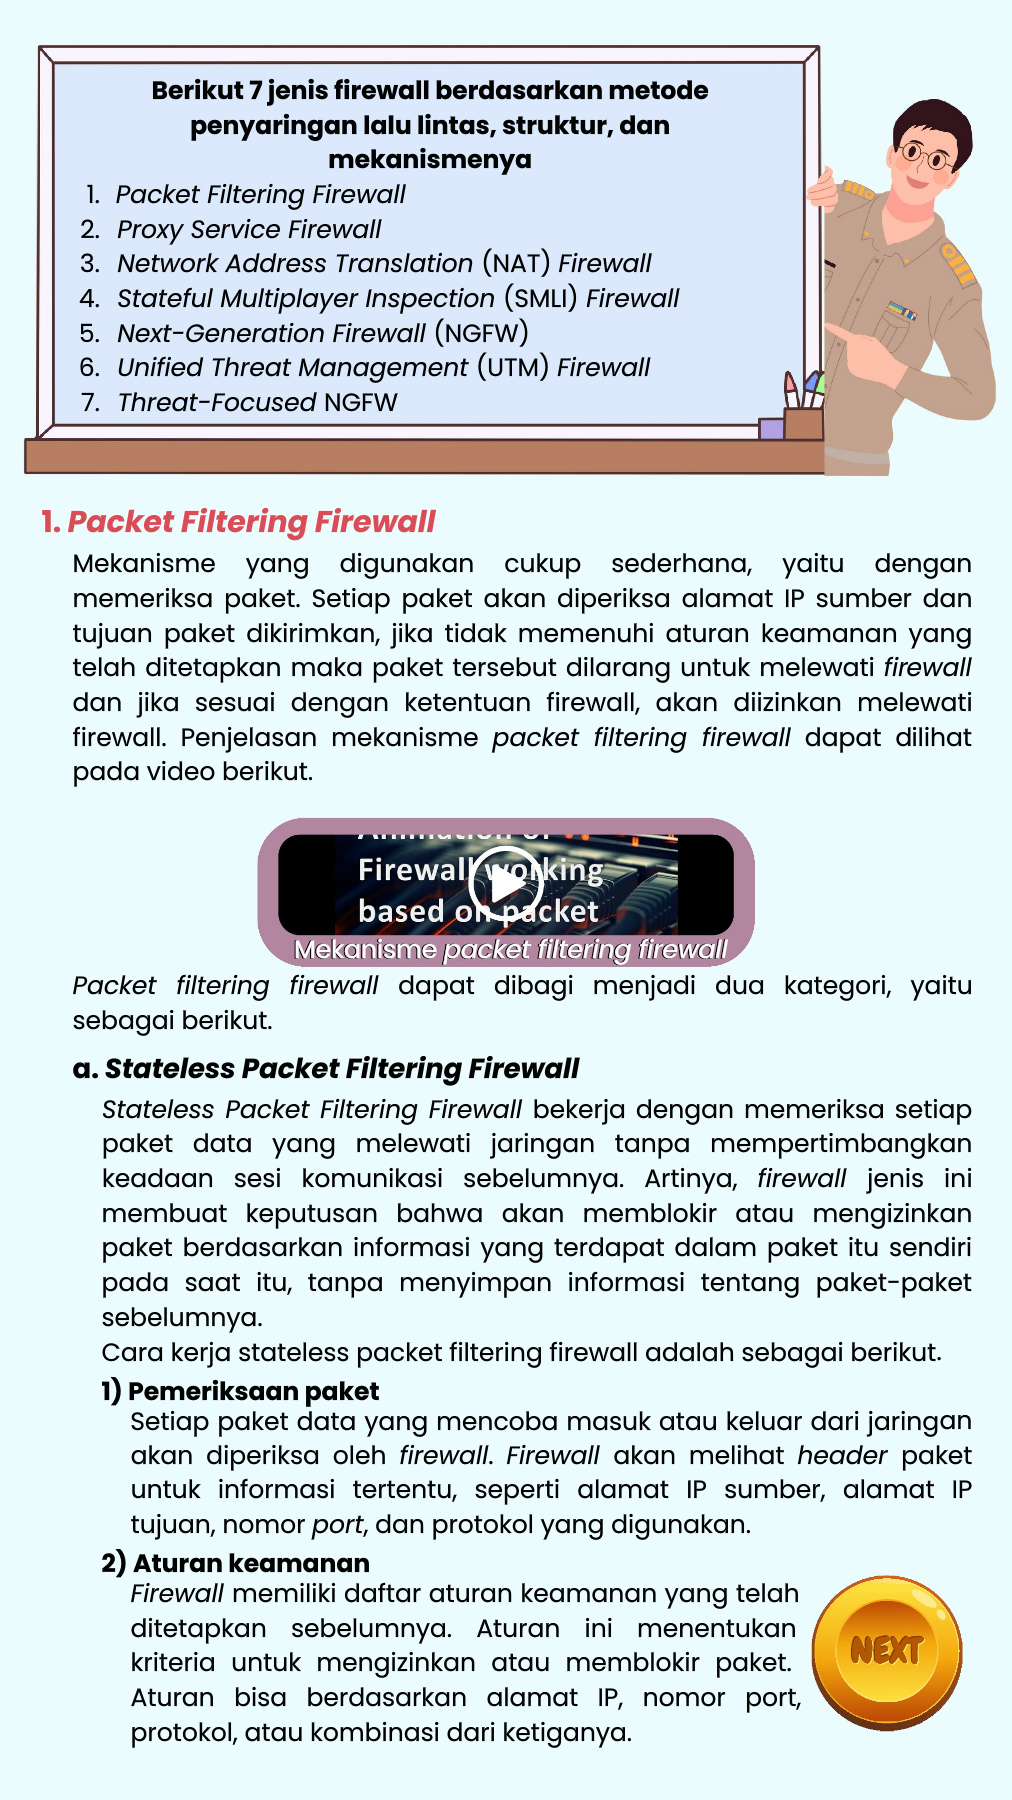 Berikut 7 jenis firewall berdasarkan metode
penyaringan lalu lintas, struktur, dan
mekanismenya
1. Packet Filtering Firewall
2. Proxy Service Firewall
3. Network Address Translation (NAT) Firewall
4. Stateful Multiplayer Inspection (SMLI) Firewall
5. Next-Generation Firewall (NGFW)
6. Unified Threat Management (UTM) Firewall
7. Threat-Focused NGFW
1. Packet Filtering Firewall
Mekanisme yang digunakan cukup sederhana, yaitu dengan
memeriksa paket. Setiap paket akan diperiksa alamat IP sumber dan
tujuan paket dikirimkan, jika tidak memenuhi aturan keamanan yang
telah ditetapkan maka paket tersebut dilarang untuk melewati firewall
dan jika sesuai dengan ketentuan firewall, akan diizinkan melewati
firewall. Penjelasan mekanisme packet filtering firewall dapat dilihat
pada video berikut.
Animation of
Firewall working
based on packet
Mekanisme packet filtering firewall
Packet filtering firewall dapat dibagi menjadi dua kategori, yaitu
sebagai berikut.
a. Stateless Packet Filtering Firewall
Stateless Packet Filtering Firewall bekerja dengan memeriksa setiap
paket data yang melewati jaringan tanpa mempertimbangkan
keadaan sesi komunikasi sebelumnya. Artinya, firewall jenis ini
membuat keputusan bahwa akan memblokir atau mengizinkan
paket berdasarkan informasi yang terdapat dalam paket itu sendiri
pada saat itu, tanpa menyimpan informasi tentang paket-paket
sebelumnya.
Cara kerja stateless packet filtering firewall adalah sebagai berikut.
1) Pemeriksaan paket
Setiap paket data yang mencoba masuk atau keluar dari jaringan
akan diperiksa oleh firewall. Firewall akan melihat header paket
untuk informasi tertentu, seperti alamat IP sumber, alamat IP
tujuan, nomor port, dan protokol yang digunakan.
2) Aturan keamanan
Firewall memiliki daftar aturan keamanan yang telah
ditetapkan sebelumnya. Aturan ini menentukan
kriteria untuk mengizinkan atau memblokir paket.
Aturan bisa berdasarkan alamat IP, nomor port,
protokol, atau kombinasi dari ketiganya.
NEXT